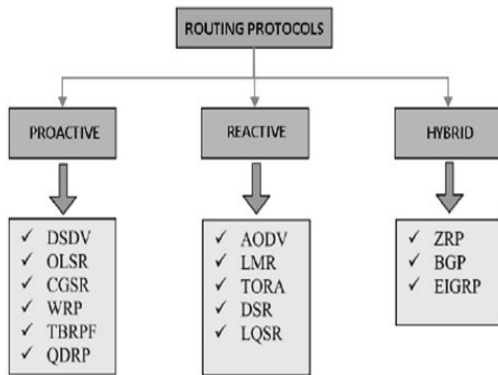 ROUTING PROTOCOLS
PROACTIVE
REACTIVE
HYBRID
✓ DSDV
✓ OLSR
✓ CGSR
✓ WRP
✓ TBRPF
✓ QDRP
✓ AODV
✓ LMR
✓ TORA
✓ DSR
✓ LQSR
✓ ZRP
✓ BGP
✓ EIGRP